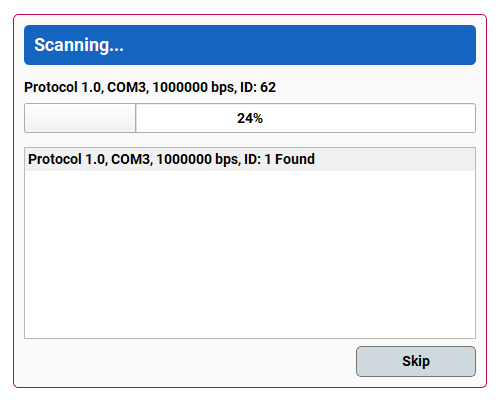 Scanning...
Protocol 1.0, COM3, 1000000 bps, ID: 62
24%
Protocol 1.0, COM3, 1000000 bps, ID: 1 Found
Skip